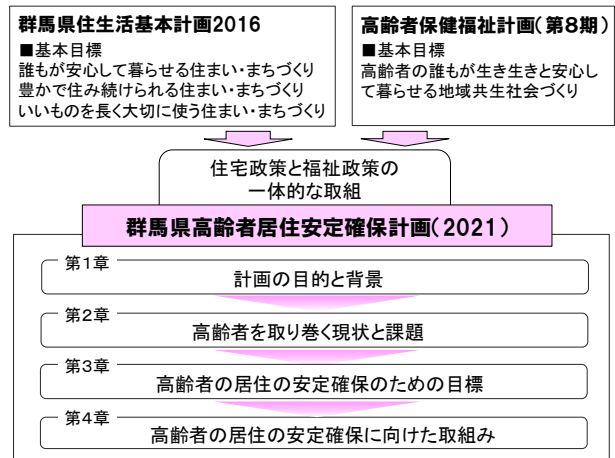 群馬県住生活基本計画2016
■基本目標
誰もが安心して暮らせる住まい・まちづくり
豊かで住み続けられる住まい・まちづくり
いいものを長く大切に使う住まい・まちづくり
高齢者保健福祉計画(第8期)
■基本目標
高齢者の誰もが生き生きと安心し
て暮らせる地域共生社会づくり
住宅政策と福祉政策の
一体的な取組
群馬県高齢者居住安定確保計画(2021)
第1章
計画の目的と背景
第2章
高齢者を取り巻く現状と課題
第3章
高齢者の居住の安定確保のための目標
第4章
高齢者の居住の安定確保に向けた取組み